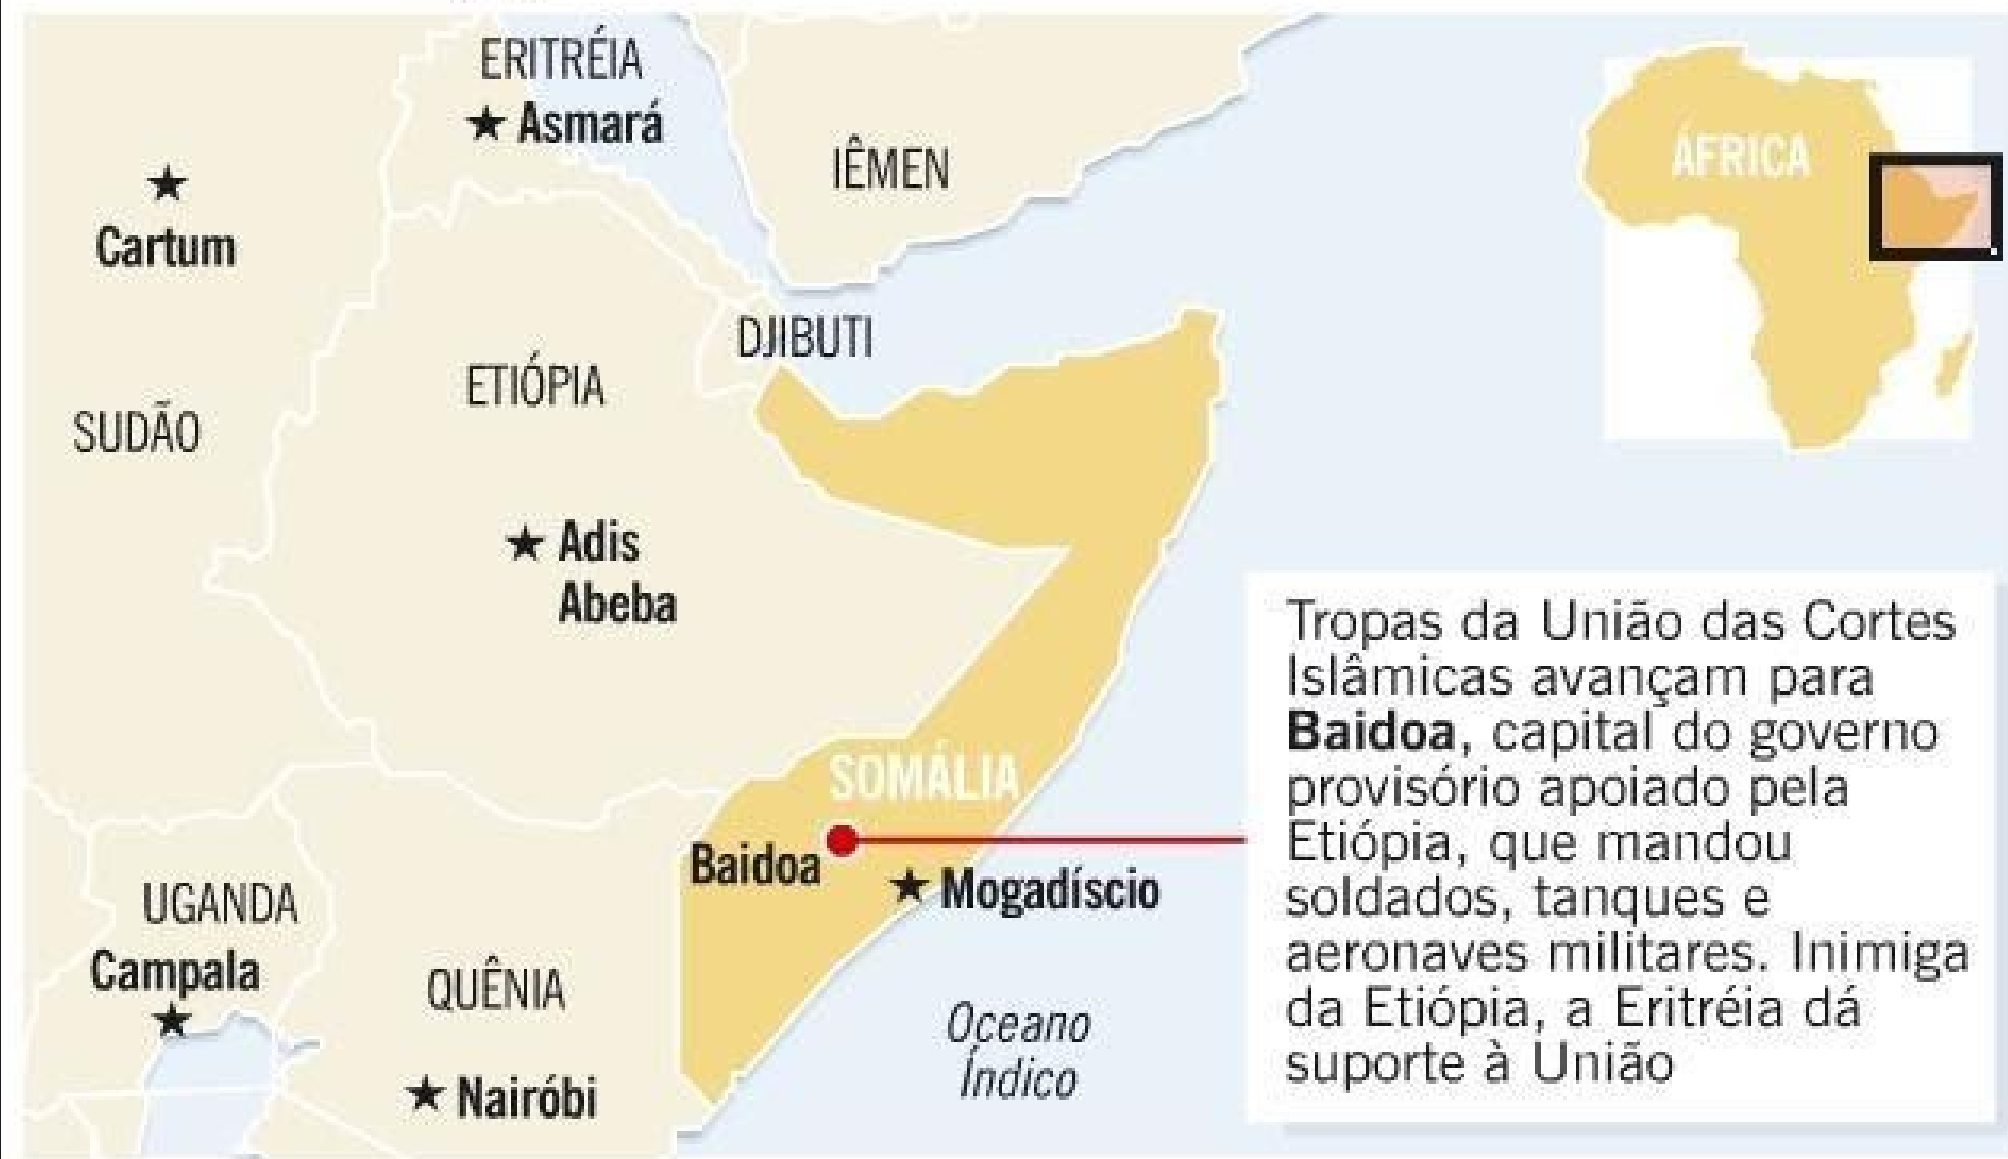 ERITRÉIA
★ Asmará
IÊMEN
ÁFRICA
Cartum
DJIBUTI
ETIÓPIA
SUDÃO
★ Adis
Abeba
SOMÁLIA
Baidoa
★ Mogadíscio
UGANDA
Campala
QUÊNIA
★ Nairóbi
Oceano
Índico
Tropas da União das Cortes
Islâmicas avançam para
Baidoa, capital do governo
provisório apoiado pela
Etiópia, que mandou
soldados, tanques e
aeronaves militares. Inimiga
da Etiópia, a Eritréia dá
suporte à União